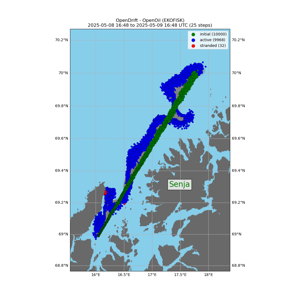 OpenDrift - OpenOil (EKOFISK)
2025-05-08 16:48 to 2025-05-09 16:48 UTC (25 steps)
initial (10000)
active (9968)
stranded (32)
70.2°N
70.2°N
70°N
70°N
69.8°N
69.8°N
69.6°N
69.6°N
69.4°N
69.4°N
Senja
69.2°N
69.2°N
69°N
69°N
68.8°N
68.8°N
16°E
16.5°E
17°E
17.5°E
18°E